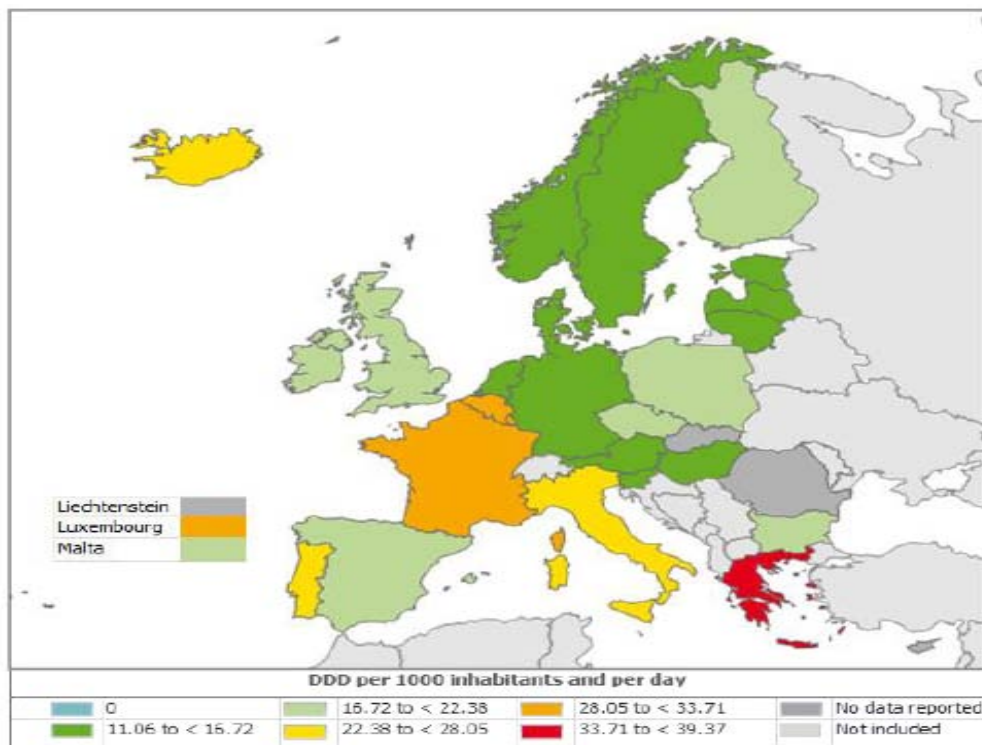 Liechtenstein
Luxembourg
Malta
DDD per 1000 inhabitants and per day
0
16.72 to < 22.38
28.05 to < 33.71
No data reported
11.06 to < 16.72
22.38 to < 28.05
33.71 to < 39.37
Not included